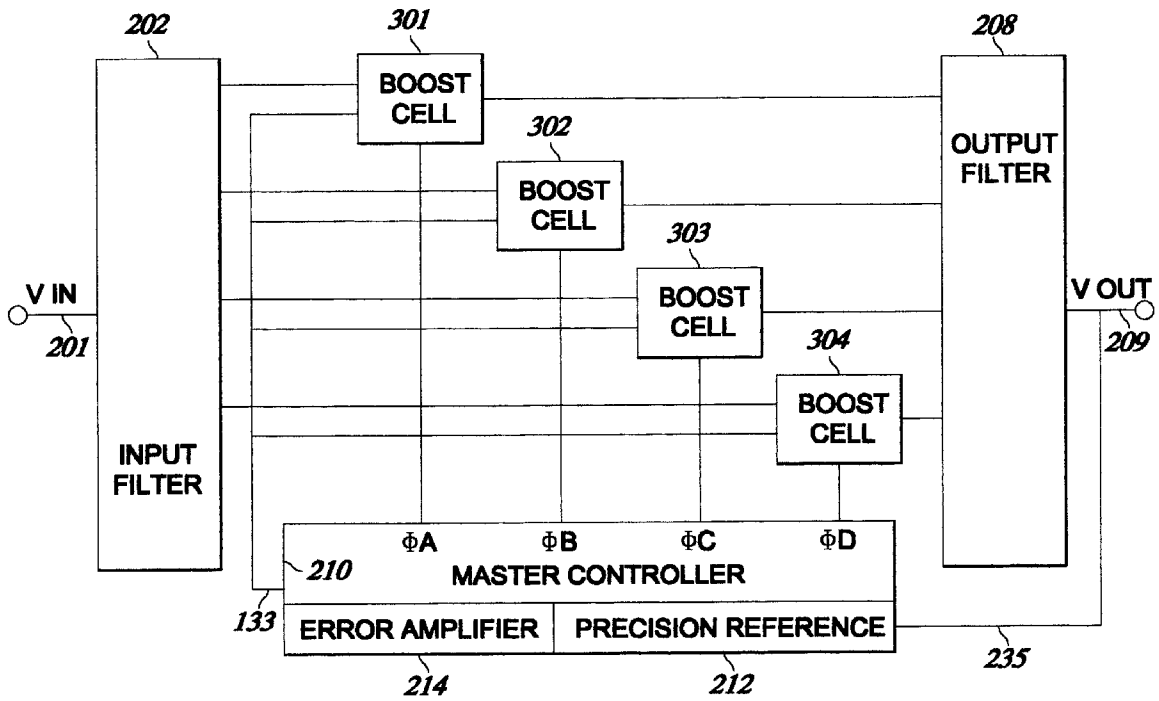 202
301
208
BOOST
CELL
302
OUTPUT
FILTER
BOOST
CELL
303
V IN
BOOST
CELL
V OUT
201
209
304
BOOST
CELL
INPUT
FILTER
ΦA ΦB ΦC ΦD
210
MASTER CONTROLLER
133
ERROR AMPLIFIER PRECISION REFERENCE
235
214 212